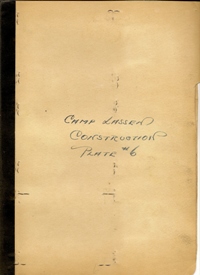 CAMP LASSEN
CONSTRUCTION
PLATE #6